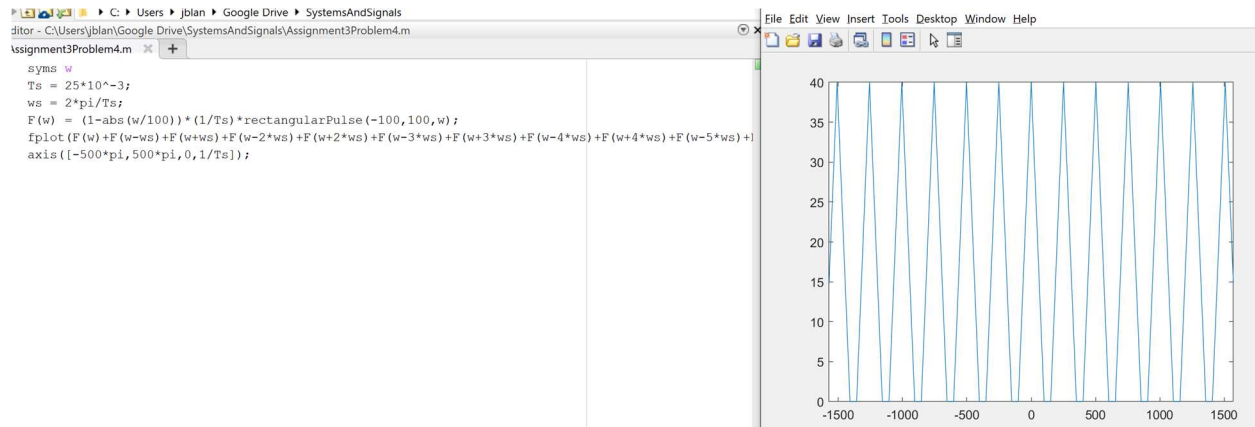 C: Users jblan Google Drive SystemsAndSignals
ditor - C:\Users\jblan\Google Drive\SystemsAndSignals\Assignment3Problem4.m
Assignment3Problem4.m
syms w
Ts = 25*10^-3;
ws = 2*pi/Ts;
F(w) = (1-abs(w/100))*(1/Ts)*rectangularPulse(-100,100,w);
fplot(F(w)+F(w-ws)+F(w+ws)+F(w-2*ws)+F(w+2*ws)+F(w-3*ws)+F(w+3*ws)+F(w-4*ws)+F(w+4*ws)+F(w-5*ws)+
axis([-500*pi,500*pi,0,1/Ts]);
File Edit View Insert Tools Desktop Window Help
40
35
30
25
20
15
10
5
0
-1500 -1000 -500 0 500 1000 1500